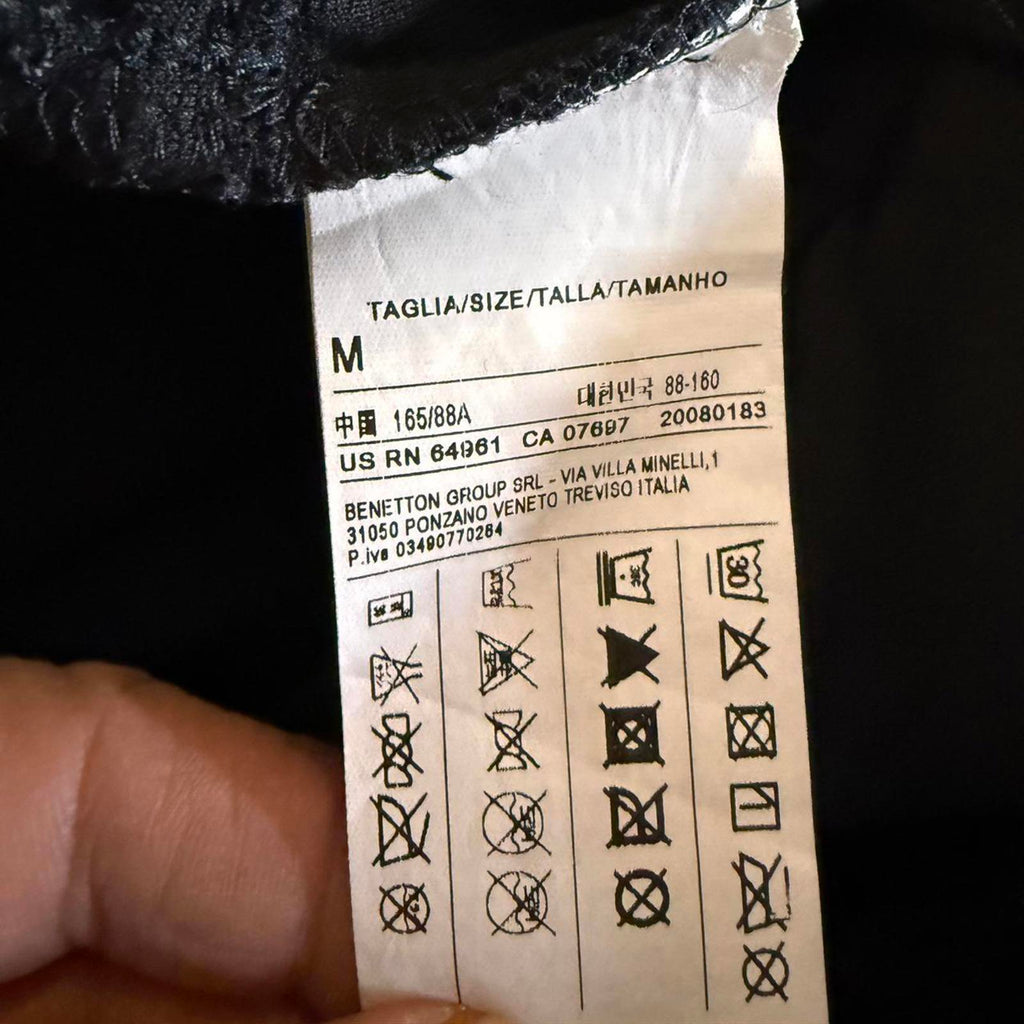 TAGLIA/SIZE/TALLA/TAMANHO
M
中国 165/88A 대한민국 88-160
US RN 64961 CA 07697 20080183
BENETTON GROUP SRL - VIA VILLA MINELLI,1
31050 PONZANO VENETO TREVISO ITALIA
P.iva 03490770264
30